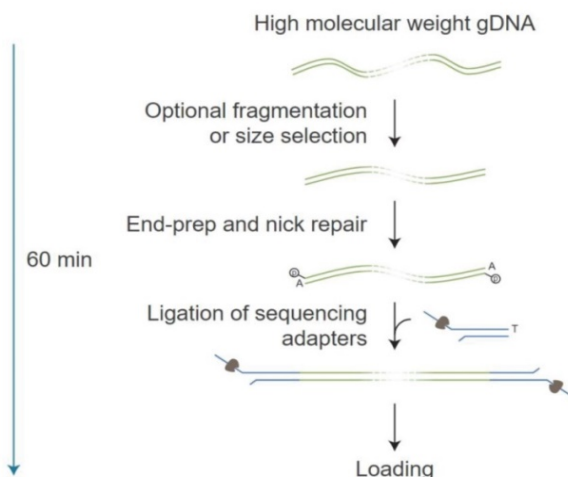 High molecular weight gDNA
Optional fragmentation
or size selection
End-prep and nick repair
60 min
P
A
A
P
Ligation of sequencing
adapters
T
Loading